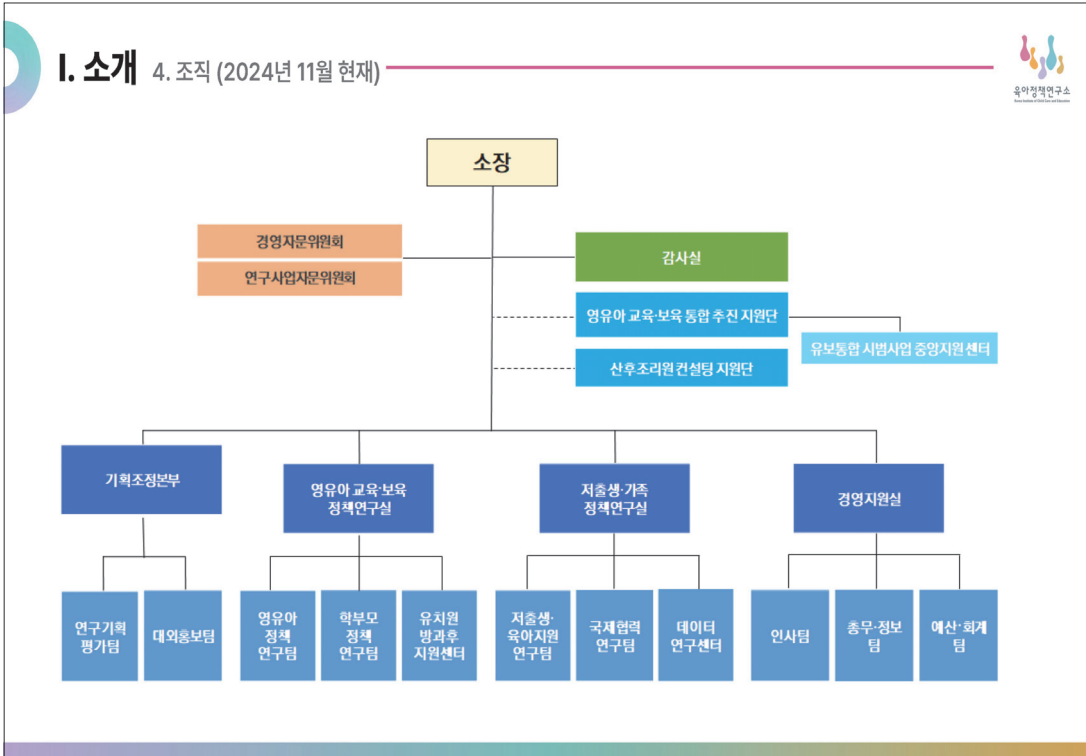 I. 소개 4. 조직 (2024년 11월 현재)
육아정책연구소
Korea Institute of Child Care and Education
소장
경영자문위원회
연구사업자문위원회
감사실
영유아 교육·보육 통합 추진 지원단
유보통합 시범사업 중앙지원 센터
산후조리원 컨설팅 지원단
기획조정본부
영유아 교육·보육
정책연구실
저출생·가족
정책연구실
경영지원실
연구기획
평가팀
대외홍보팀
영유아
정책
연구팀
학부모
정책
연구팀
유치원
방과후
지원센터
저출생·
육아지원
연구팀
국제협력
연구팀
데이터
연구센터
인사팀
총무·정보
팀
예산·회계
팀